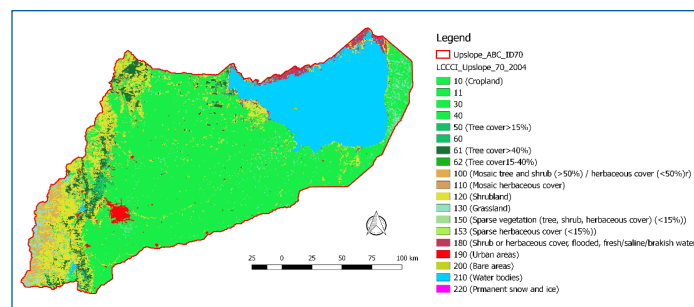 Legend
Upslope_ABC_ID70
LCCCI_Upslope_70_2004
10 (Cropland)
11
30
40
50 (Tree cover>15%)
60
61 (Tree cover>40%)
62 (Tree cover15-40%)
100 (Mosaic tree and shrub (>50%) / herbaceous cover (<50%)r)
110 (Mosaic herbaceous cover)
120 (Shrubland)
130 (Grassland)
150 (Sparse vegetation (tree, shrub, herbaceous cover) (<15%))
153 (Sparse herbaceous cover (<15%))
180 (Shrub or herbaceous cover, flooded, fresh/saline/brakish water
190 (Urban areas)
200 (Bare areas)
210 (Water bodies)
220 (Prmanent snow and ice)
25 0 25 50 75 100 km